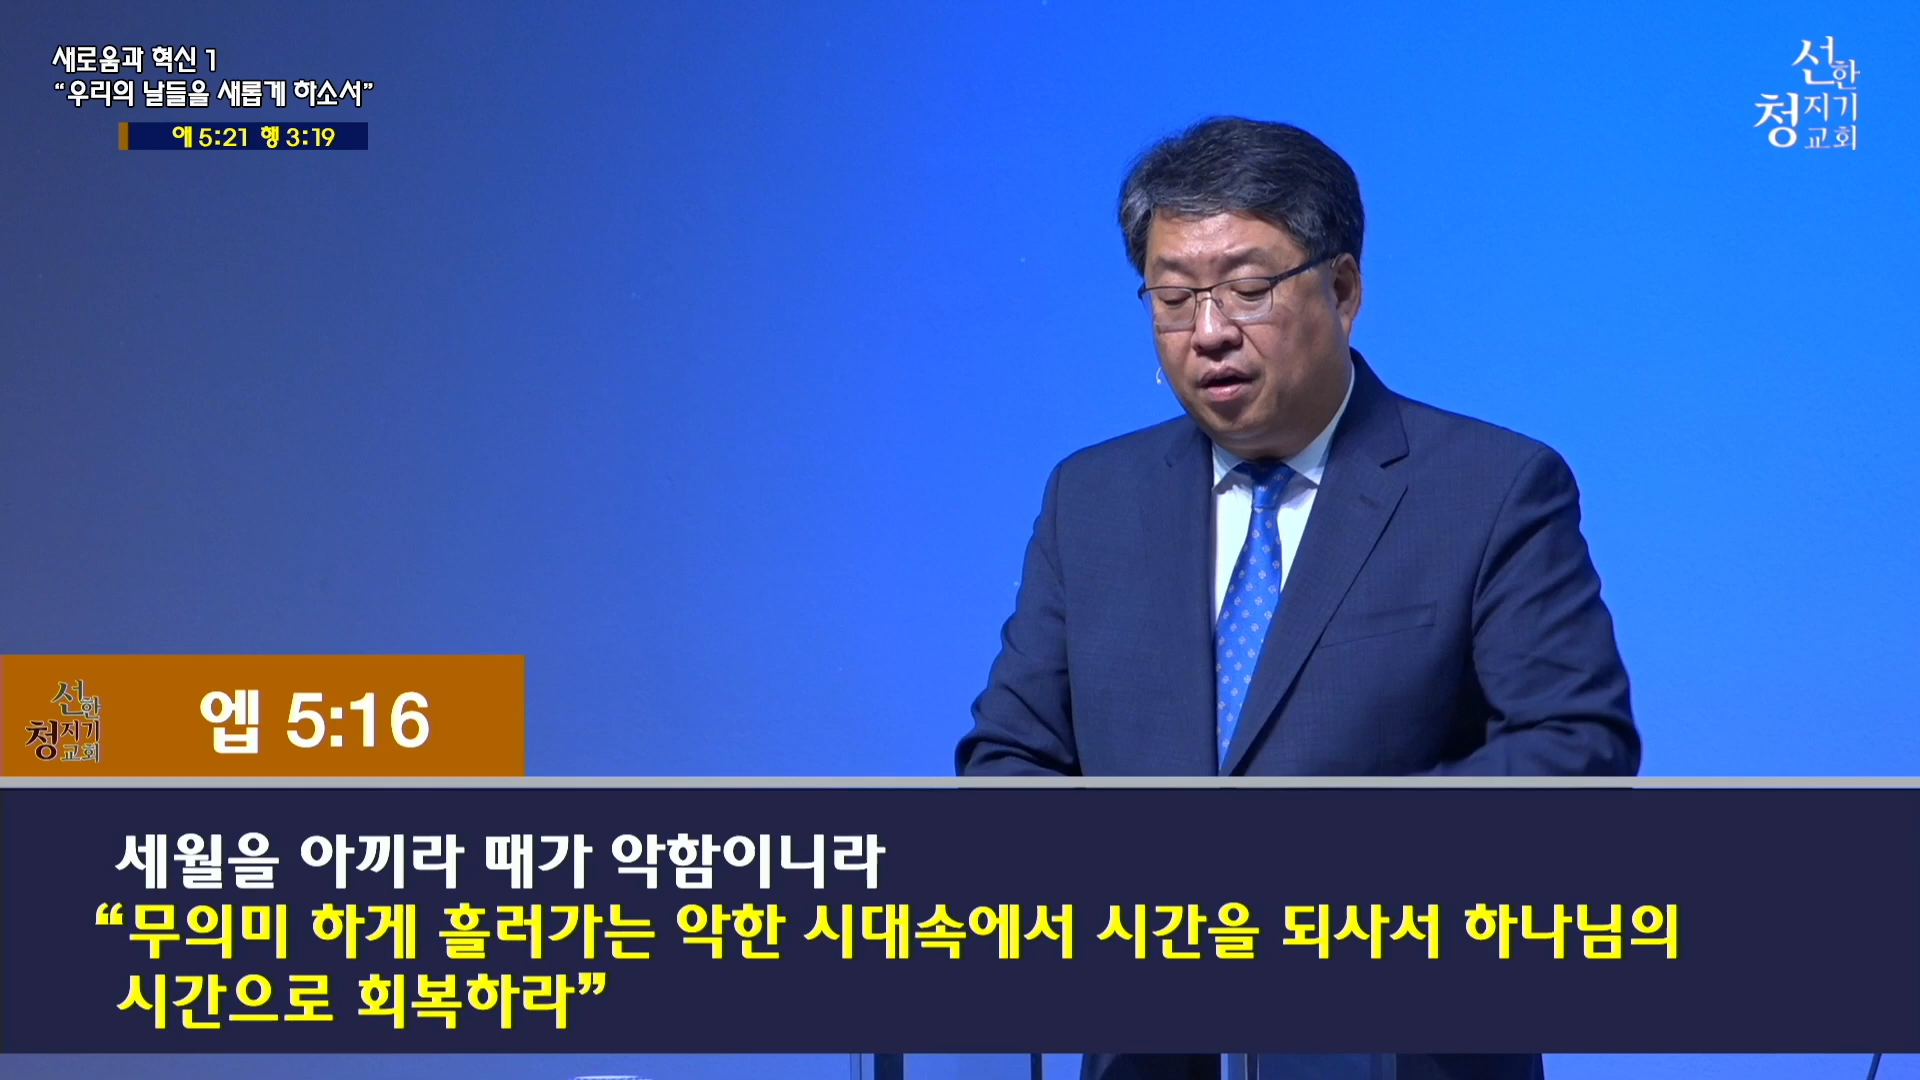 새로움과 혁신 1
“우리의 날들을 새롭게 하소서”
애 5:21 행 3:19
선한
청지기
교회
선한
청지기
교회
엡 5:16
세월을 아끼라 때가 악함이니라
“무의미 하게 흘러가는 악한 시대속에서 시간을 되사서 하나님의
시간으로 회복하라”